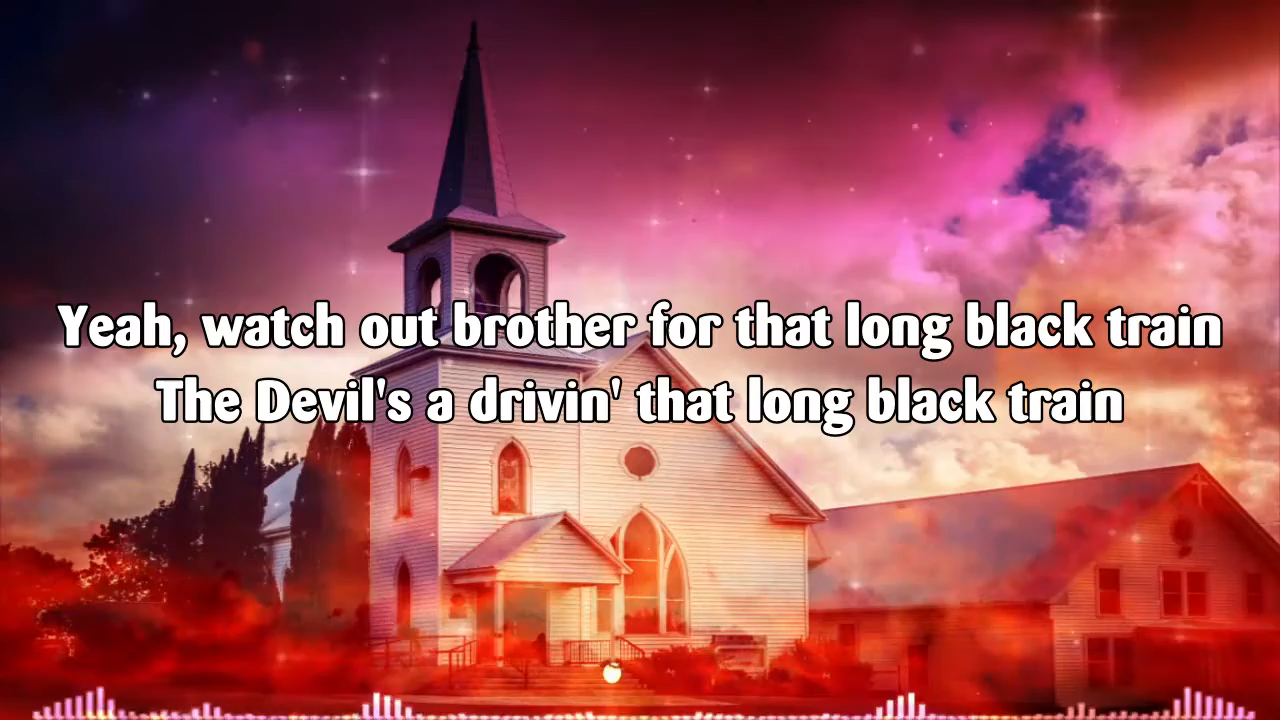 Yeah, watch out brother for that long black train
The Devil's a drivin' that long black train